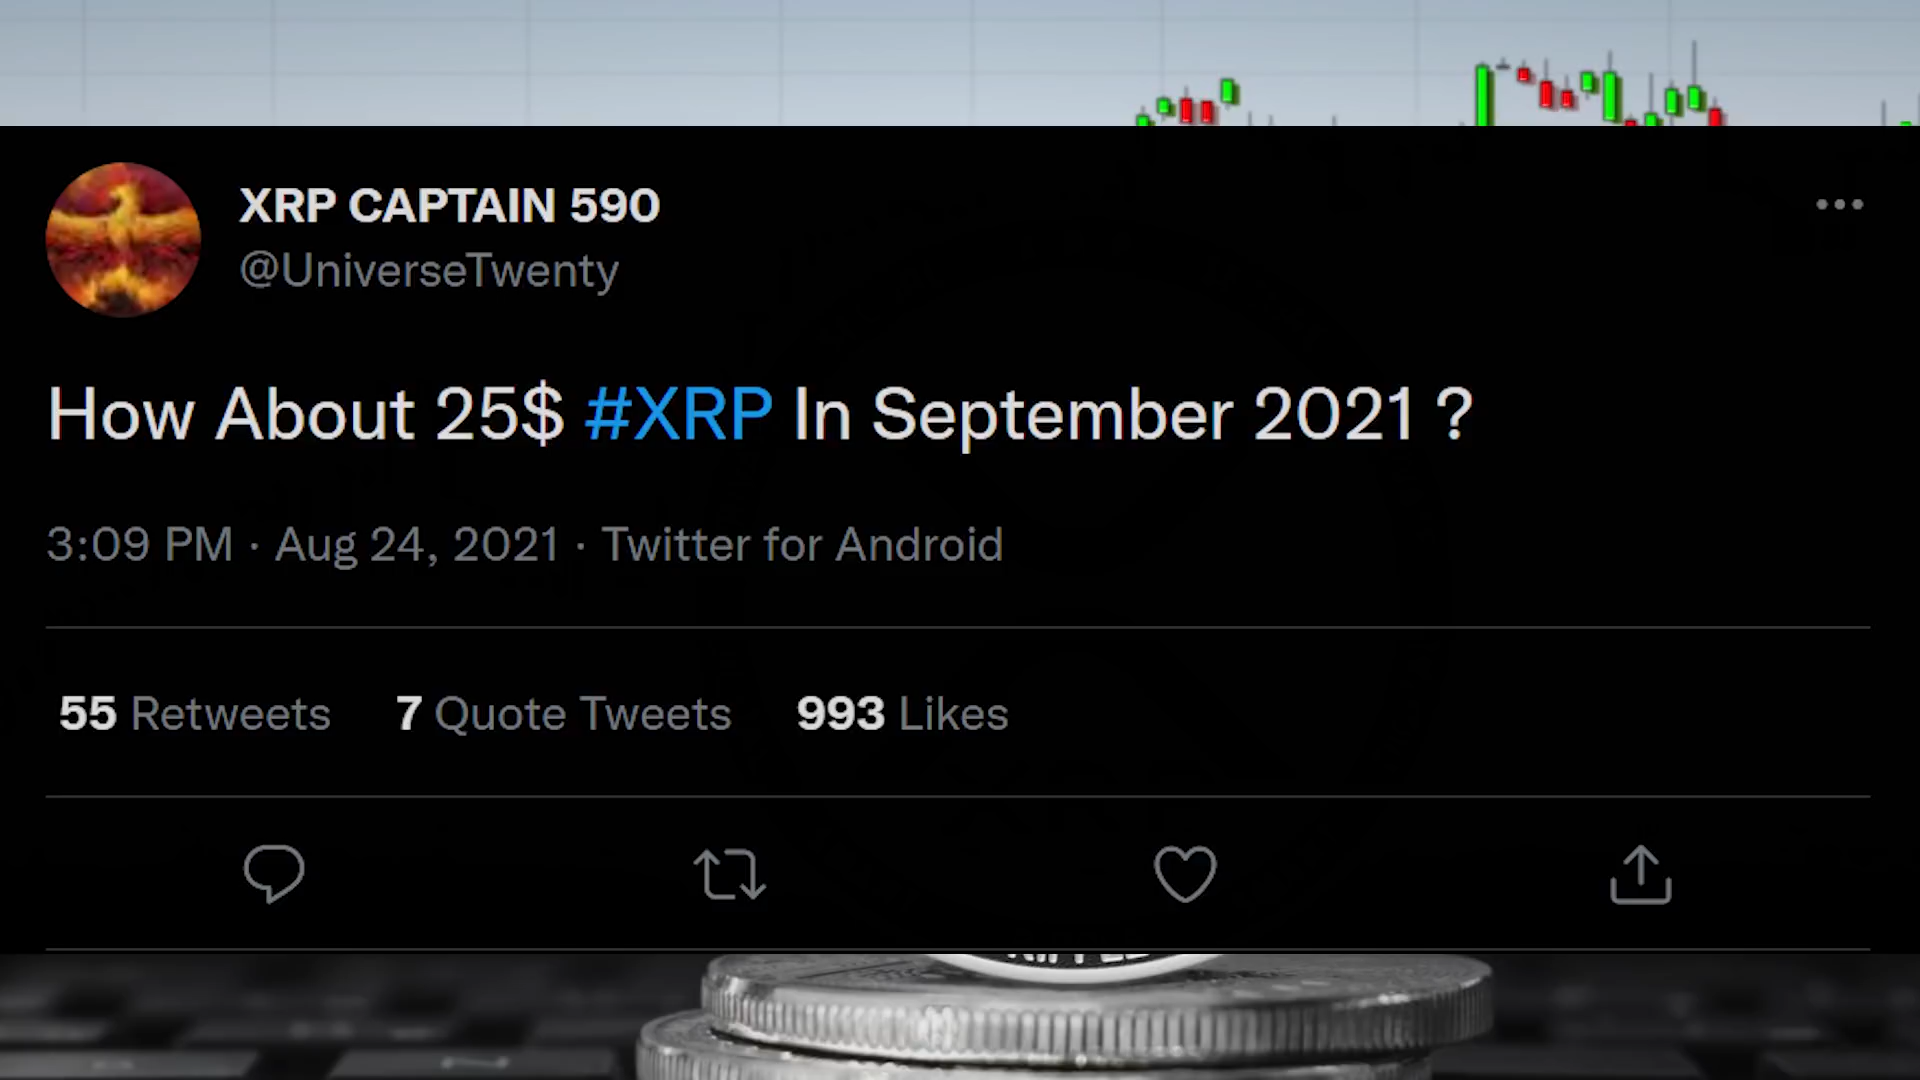 XRP CAPTAIN 590
@UniverseTwenty
How About 25$ #XRP In September 2021 ?
3:09 PM · Aug 24, 2021 · Twitter for Android
55 Retweets 7 Quote Tweets 993 Likes